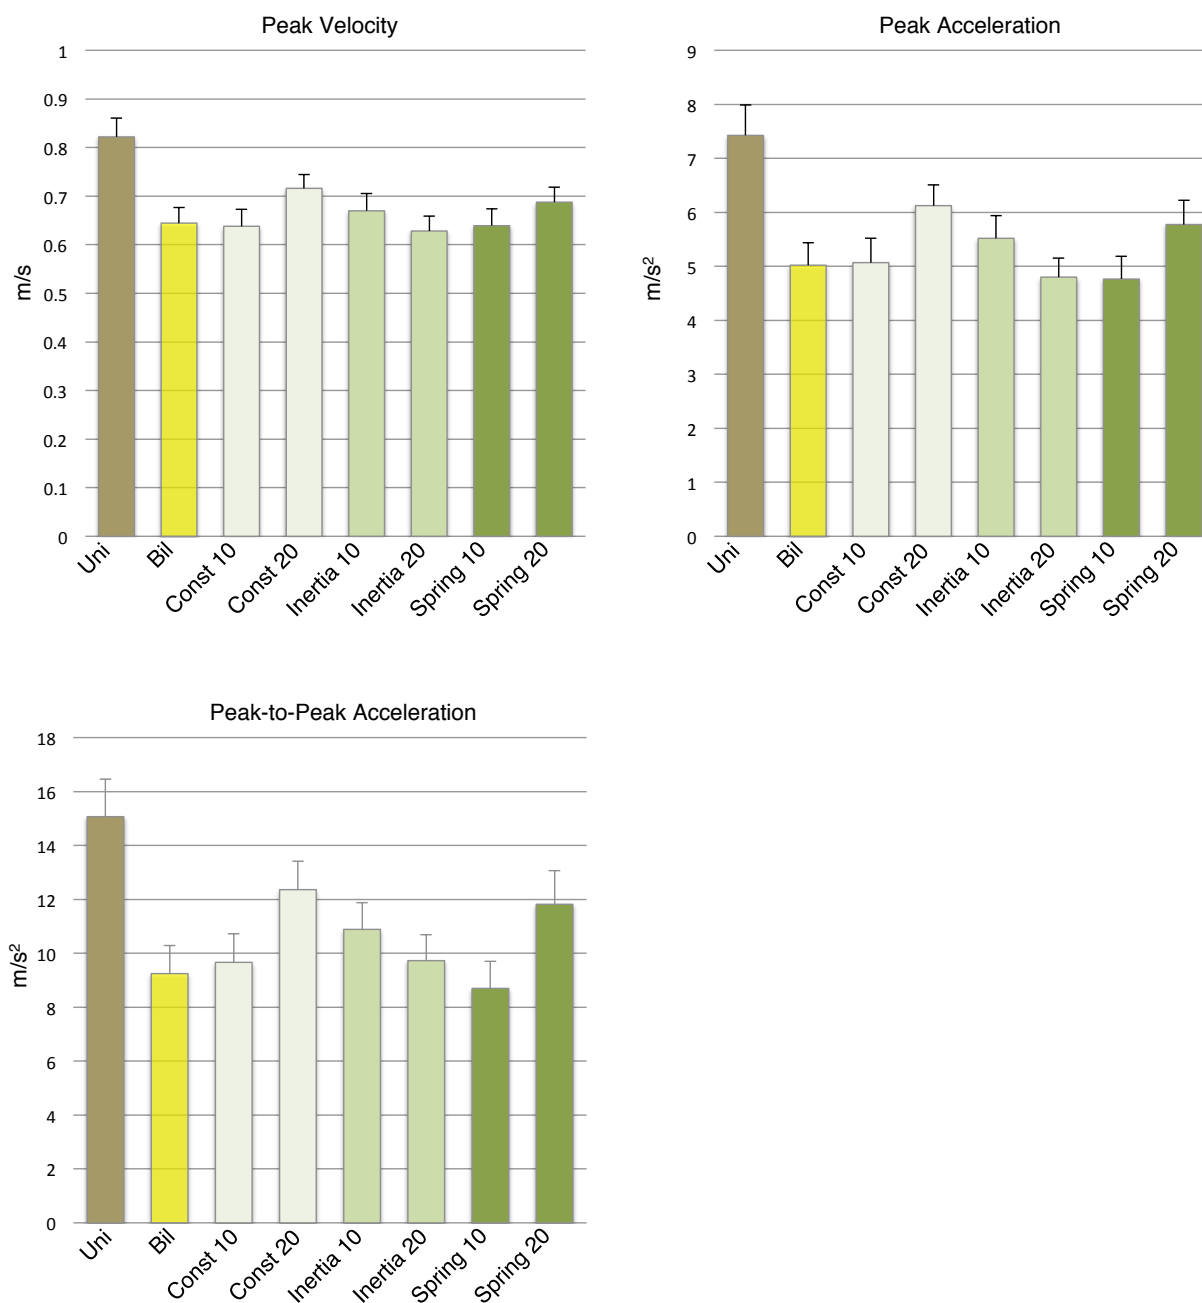 Peak Velocity
1
0.9
0.8
0.7
0.6
0.5
0.4
0.3
0.2
0.1
0
m/s
Uni
Bil
Const 10
Const 20
Inertia 10
Inertia 20
Spring 10
Spring 20
Peak Acceleration
9
8
7
6
5
4
3
2
1
0
m/s²
Uni
Bil
Const 10
Const 20
Inertia 10
Inertia 20
Spring 10
Spring 20
Peak-to-Peak Acceleration
18
16
14
12
10
8
6
4
2
0
m/s²
Uni
Bil
Const 10
Const 20
Inertia 10
Inertia 20
Spring 10
Spring 20